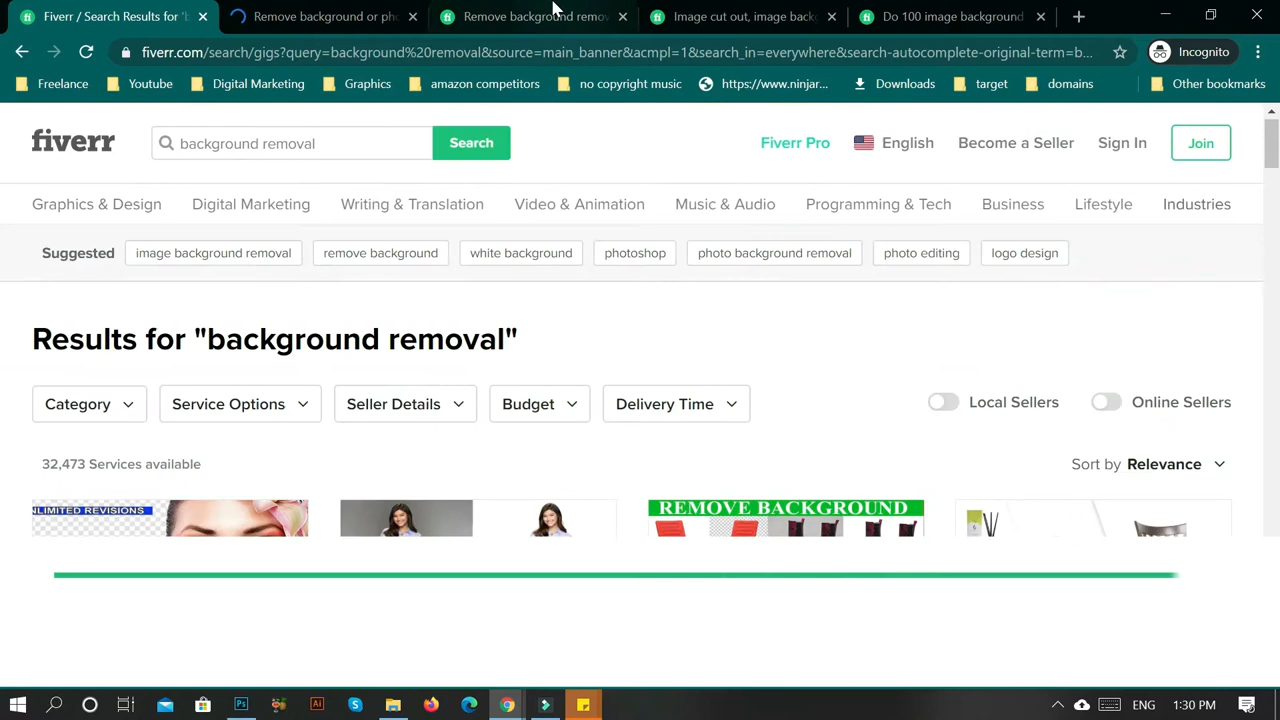 Fiverr / Search Results for 'b
Remove background or pho
Remove background remov
Image cut out, image backg
Do 100 image background
fiverr.com/search/gigs?query=background%20removal&source=main_banner&acmpl=1&search_in=everywhere&search-autocomplete-original-term=b...
Incognito
Freelance
Youtube
Digital Marketing
Graphics
amazon competitors
no copyright music
https://www.ninjar...
Downloads
target
domains
Other bookmarks
fiverr
background removal
Search
Fiverr Pro
English
Become a Seller
Sign In
Join
Graphics & Design
Digital Marketing
Writing & Translation
Video & Animation
Music & Audio
Programming & Tech
Business
Lifestyle
Industries
Suggested
image background removal
remove background
white background
photoshop
photo background removal
photo editing
logo design
Results for "background removal"
Category
Service Options
Seller Details
Budget
Delivery Time
Local Sellers
Online Sellers
32,473 Services available
Sort by Relevance
NLIMITED REVISIONS
REMOVE BACKGROUND
ENG
1:30 PM